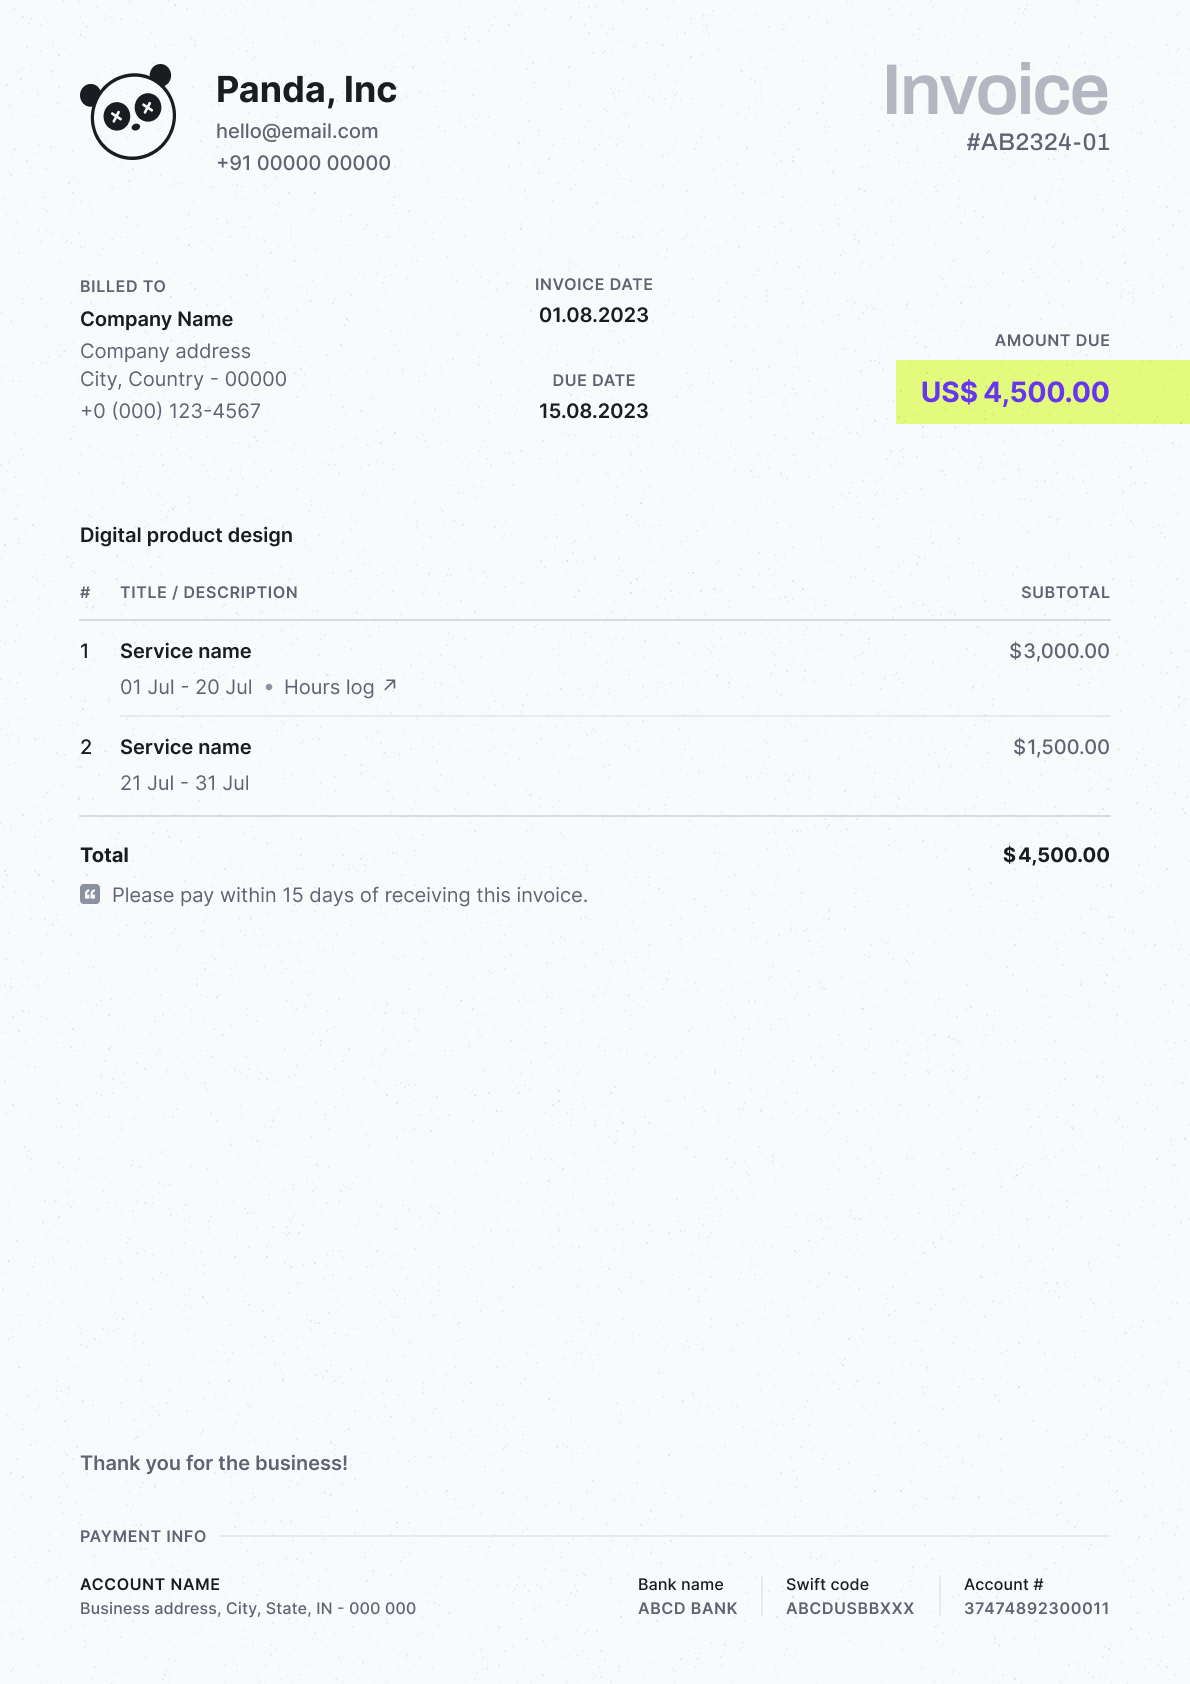 Panda, Inc
hello@email.com
+91 00000 00000
Invoice
#AB2324-01
BILLED TO
Company Name
Company address
City, Country - 00000
+0 (000) 123-4567
INVOICE DATE
01.08.2023
DUE DATE
15.08.2023
AMOUNT DUE
US$ 4,500.00
Digital product design
# TITLE / DESCRIPTION SUBTOTAL
1 Service name $3,000.00
01 Jul - 20 Jul • Hours log ↗
2 Service name $1,500.00
21 Jul - 31 Jul
Total $4,500.00
Please pay within 15 days of receiving this invoice.
Thank you for the business!
PAYMENT INFO
ACCOUNT NAME
Business address, City, State, IN - 000 000
Bank name
ABCD BANK
Swift code
ABCDUSBBXXX
Account #
37474892300011